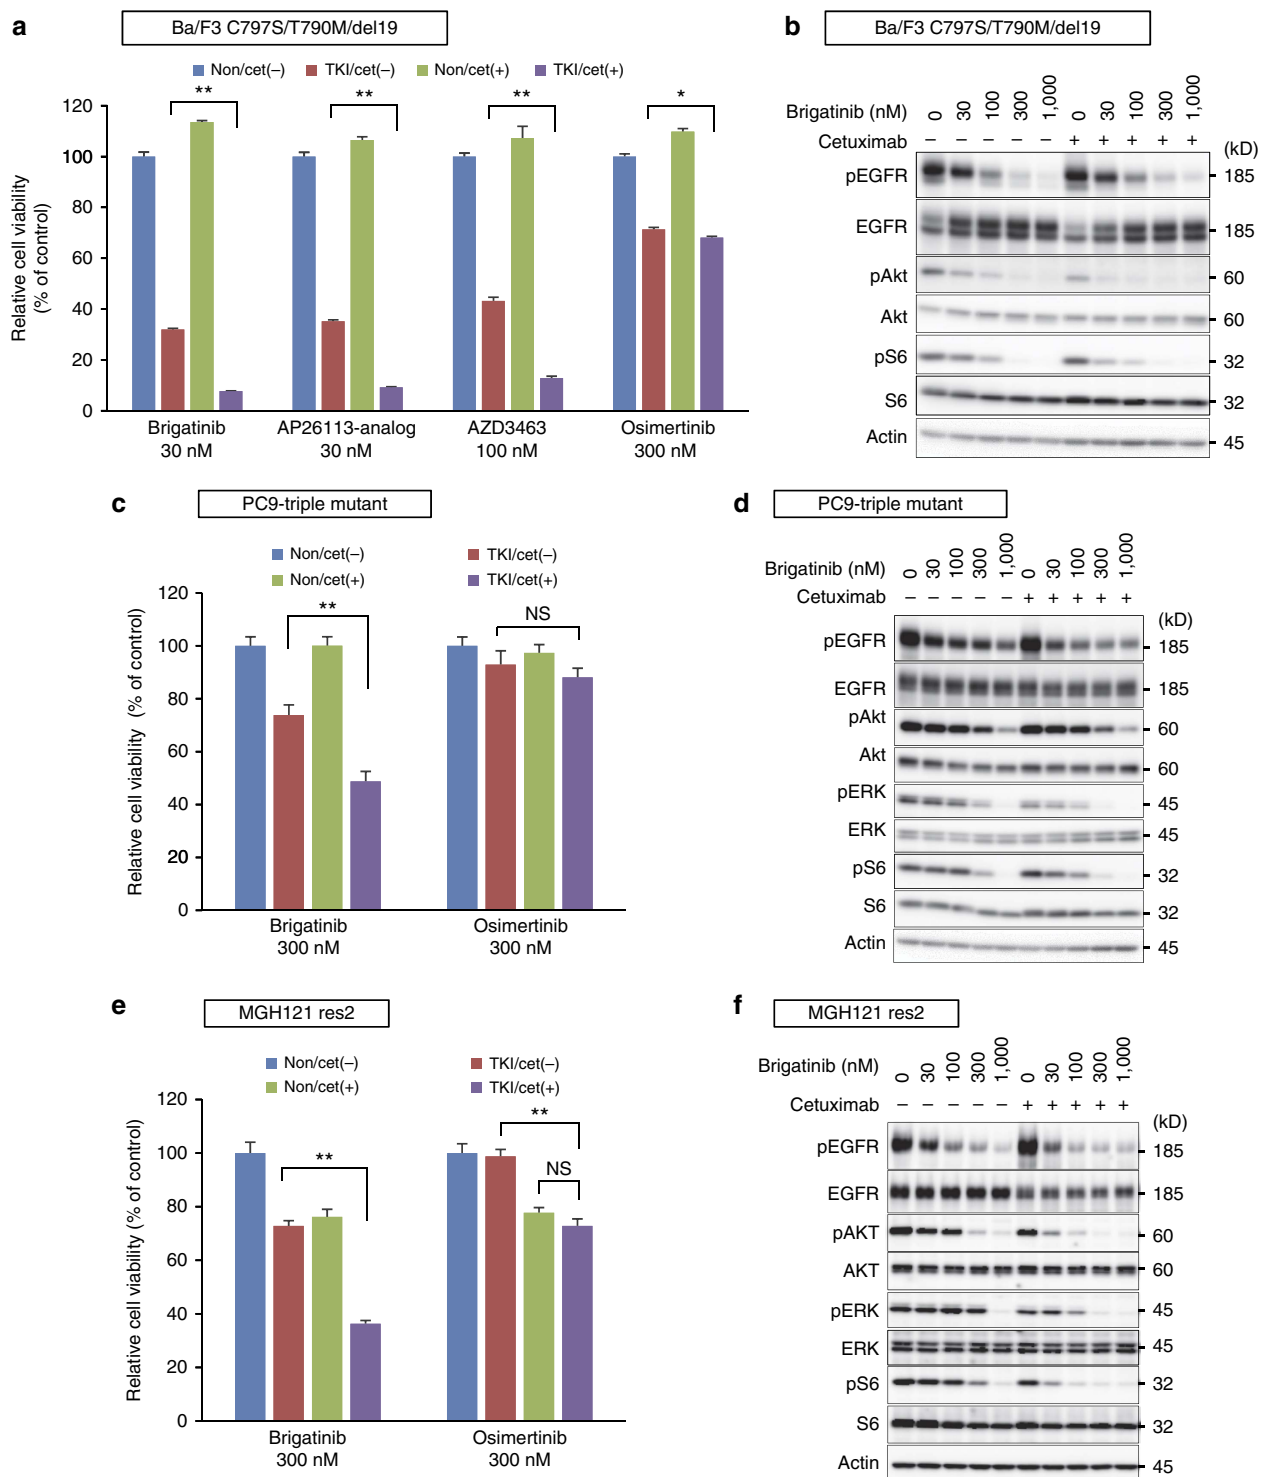 a
Ba/F3 C797S/T790M/del19
Non/cet(–) TKI/cet(–) Non/cet(+) TKI/cet(+)
Relative cell viability
(% of control)
120
100
80
60
40
20
0
** ** ** *
Brigatinib AP26113-analog AZD3463 Osimertinib
30 nM 30 nM 100 nM 300 nM
b
Ba/F3 C797S/T790M/del19
Brigatinib (nM) 0 30 100 300 1,000 0 30 100 300 1,000
Cetuximab – – – – – + + + + +
(kD)
pEGFR 185
EGFR 185
pAkt 60
Akt 60
pS6 32
S6 32
Actin 45
c
PC9-triple mutant
Non/cet(–) TKI/cet(–)
Non/cet(+) TKI/cet(+)
Relative cell viability (% of control)
120
100
80
60
40
20
0
** NS
Brigatinib Osimertinib
300 nM 300 nM
d
PC9-triple mutant
Brigatinib (nM) 0 30 100 300 1,000 0 30 100 300 1,000
Cetuximab – – – – – + + + + +
(kD)
pEGFR 185
EGFR 185
pAkt 60
Akt 60
pERK 45
ERK 45
pS6 32
S6 32
Actin 45
e
MGH121 res2
Non/cet(–) TKI/cet(–)
Non/cet(+) TKI/cet(+)
Relative cell viability (% of control)
120
100
80
60
40
20
0
** ** NS
Brigatinib Osimertinib
300 nM 300 nM
f
MGH121 res2
Brigatinib (nM) 0 30 100 300 1,000 0 30 100 300 1,000
Cetuximab – – – – – + + + + +
(kD)
pEGFR 185
EGFR 185
pAKT 60
AKT 60
pERK 45
ERK 45
pS6 32
S6 32
Actin 45